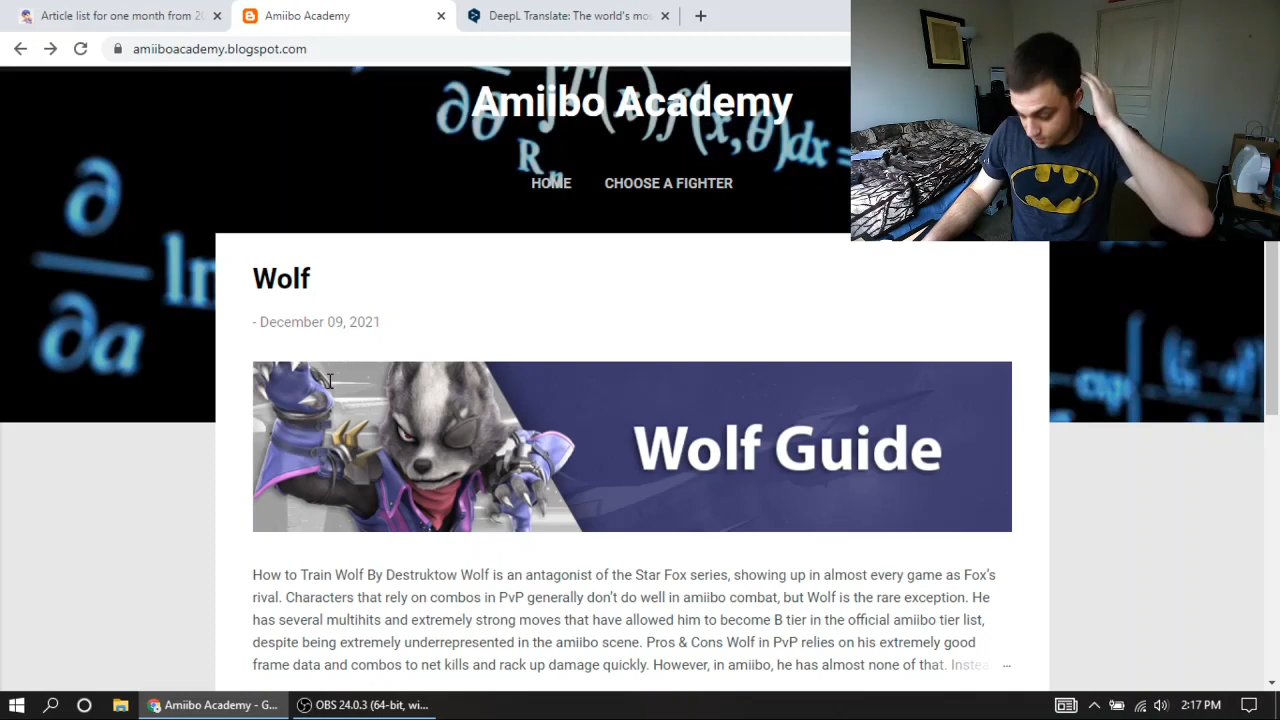 Article list for one month from 20
Amiibo Academy
DeepL Translate: The world's mos
amiiboacademy.blogspot.com
Amiibo Academy
HOME
CHOOSE A FIGHTER
Wolf
- December 09, 2021
Wolf Guide
How to Train Wolf By Destruktow Wolf is an antagonist of the Star Fox series, showing up in almost every game as Fox's
rival. Characters that rely on combos in PvP generally don't do well in amiibo combat, but Wolf is the rare exception. He
has several multihits and extremely strong moves that have allowed him to become B tier in the official amiibo tier list,
despite being extremely underrepresented in the amiibo scene. Pros & Cons Wolf in PvP relies on his extremely good
frame data and combos to net kills and rack up damage quickly. However, in amiibo, he has almost none of that. Instea ...
Amiibo Academy - G...
OBS 24.0.3 (64-bit, wi...
2:17 PM